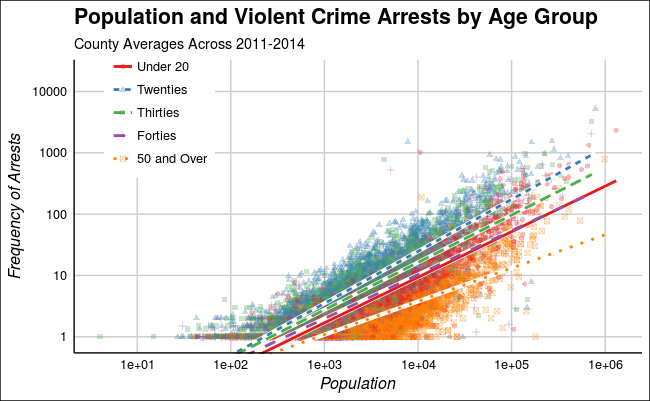 Population and Violent Crime Arrests by Age Group
County Averages Across 2011-2014
Under 20
Twenties
Thirties
Forties
50 and Over
Frequency of Arrests
10000
1000
100
10
1
1e+01 1e+02 1e+03 1e+04 1e+05 1e+06
Population